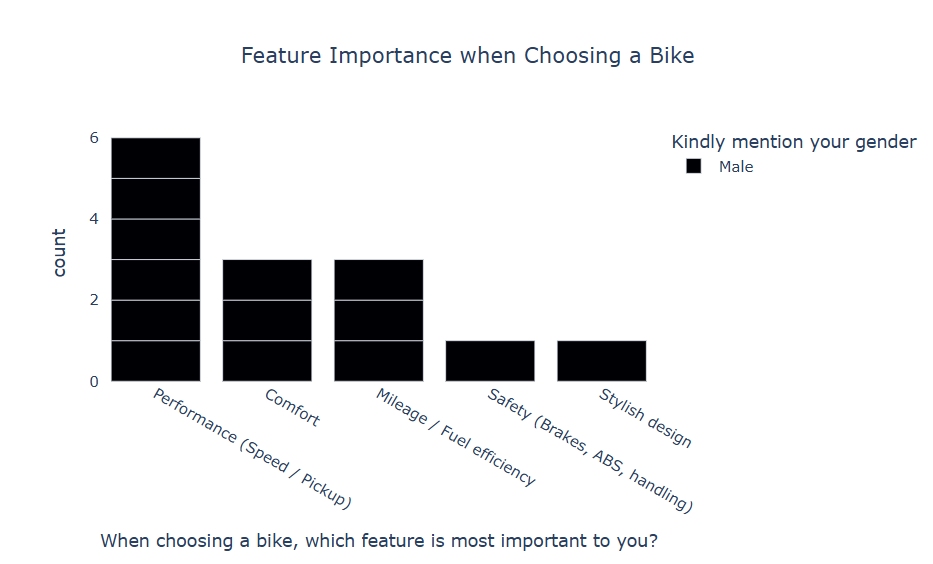 Feature Importance when Choosing a Bike
Kindly mention your gender
Male
count
6
4
2
0
Performance (Speed / Pickup)
Comfort
Mileage / Fuel efficiency
Safety (Brakes, ABS, handling)
Stylish design
When choosing a bike, which feature is most important to you?